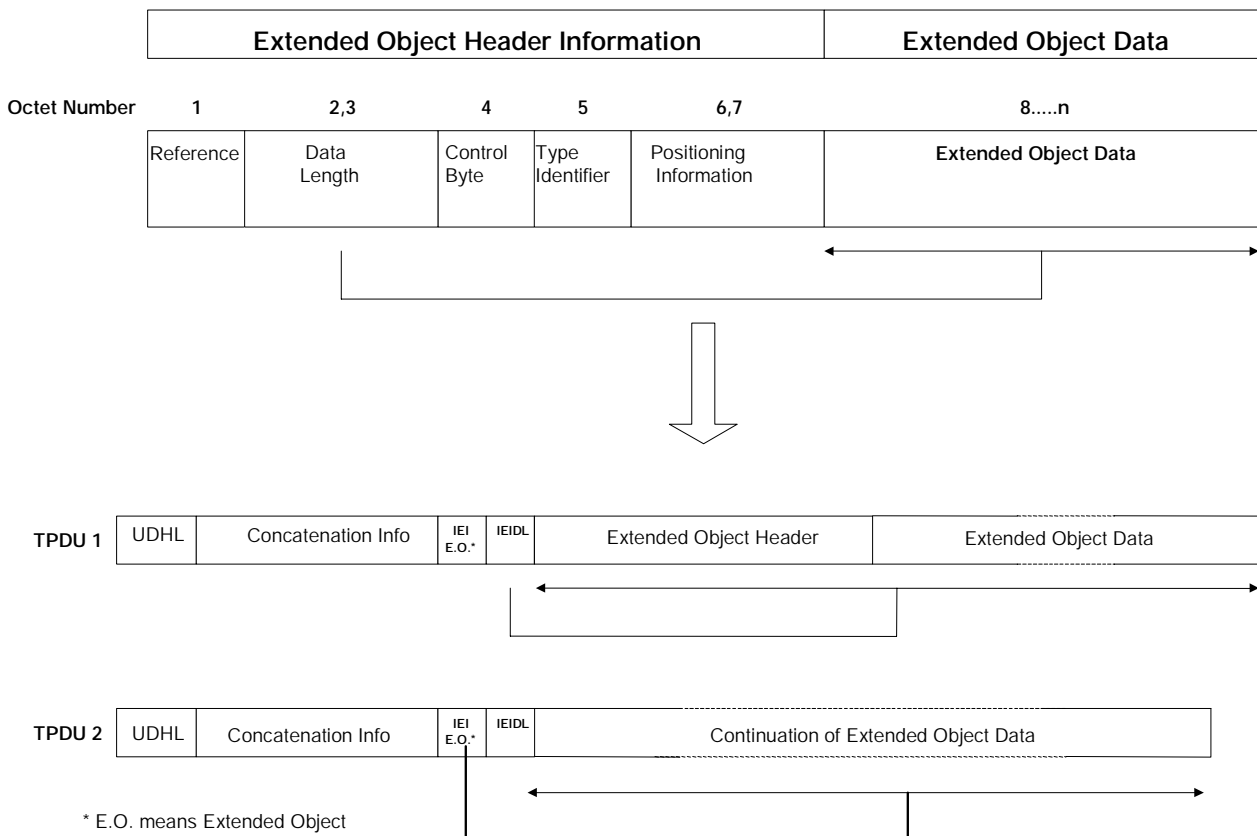 Extended Object Header Information Extended Object Data
Octet Number 1 2,3 4 5 6,7 8.....n
Reference Data Length Control Byte Type Identifier Positioning Information Extended Object Data
TPDU 1 UDHL Concatenation Info IEI E.O.* IEIDL Extended Object Header Extended Object Data
TPDU 2 UDHL Concatenation Info IEI E.O.* IEIDL Continuation of Extended Object Data
* E.O. means Extended Object